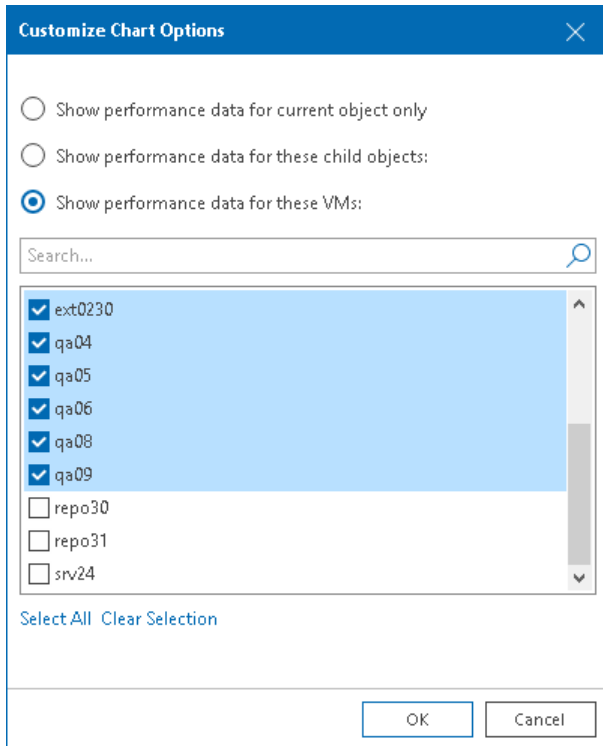 Customize Chart Options
Show performance data for current object only
Show performance data for these child objects:
Show performance data for these VMs:
Search...
ext0230
qa04
qa05
qa06
qa08
qa09
repo30
repo31
srv24
Select All Clear Selection
OK Cancel